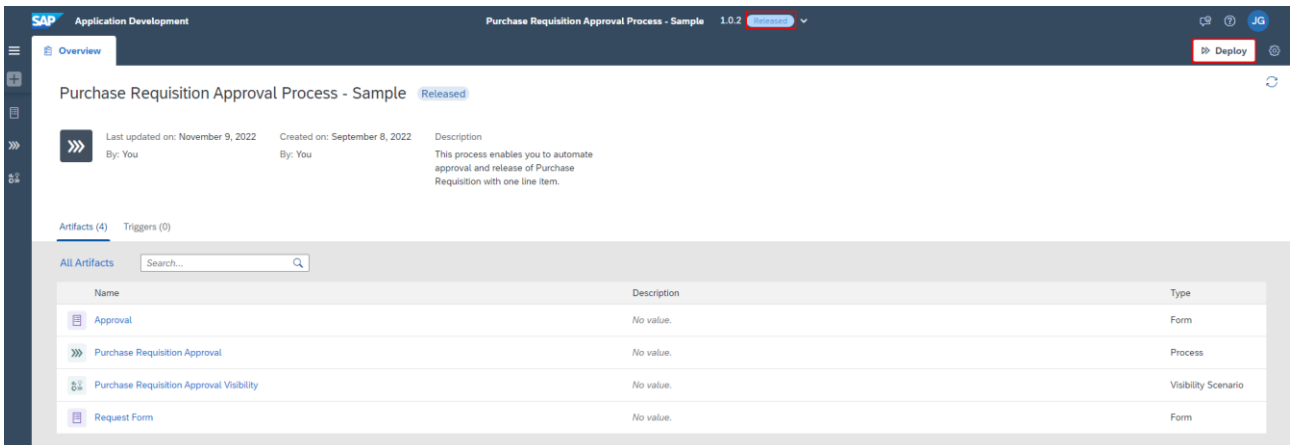 SAP Application Development Purchase Requisition Approval Process - Sample 1.0.2 Released JG
Overview Deploy
Purchase Requisition Approval Process - Sample Released
Last updated on: November 9, 2022 Created on: September 8, 2022 Description
By: You By: You This process enables you to automate
approval and release of Purchase
Requisition with one line item.
Artifacts (4) Triggers (0)
All Artifacts Search...
Name Description Type
Approval No value. Form
Purchase Requisition Approval No value. Process
Purchase Requisition Approval Visibility No value. Visibility Scenario
Request Form No value. Form